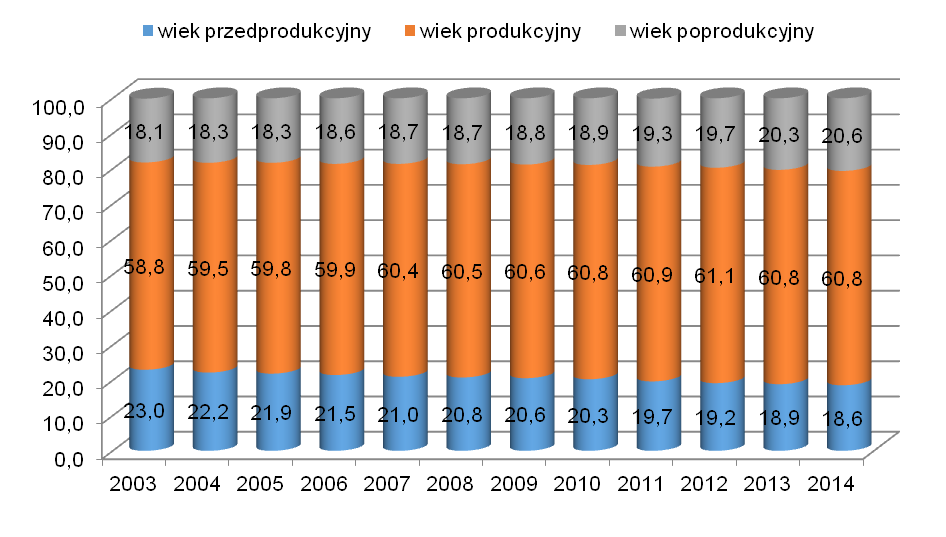 wiek przedprodukcyjny wiek produkcyjny wiek poprodukcyjny
100,0
90,0
80,0
70,0
60,0
50,0
40,0
30,0
20,0
10,0
0,0
18,1 18,3 18,3 18,6 18,7 18,7 18,8 18,9 19,3 19,7 20,3 20,6
58,8 59,5 59,8 59,9 60,4 60,5 60,6 60,8 60,9 61,1 60,8 60,8
23,0 22,2 21,9 21,5 21,0 20,8 20,6 20,3 19,7 19,2 18,9 18,6
2003 2004 2005 2006 2007 2008 2009 2010 2011 2012 2013 2014